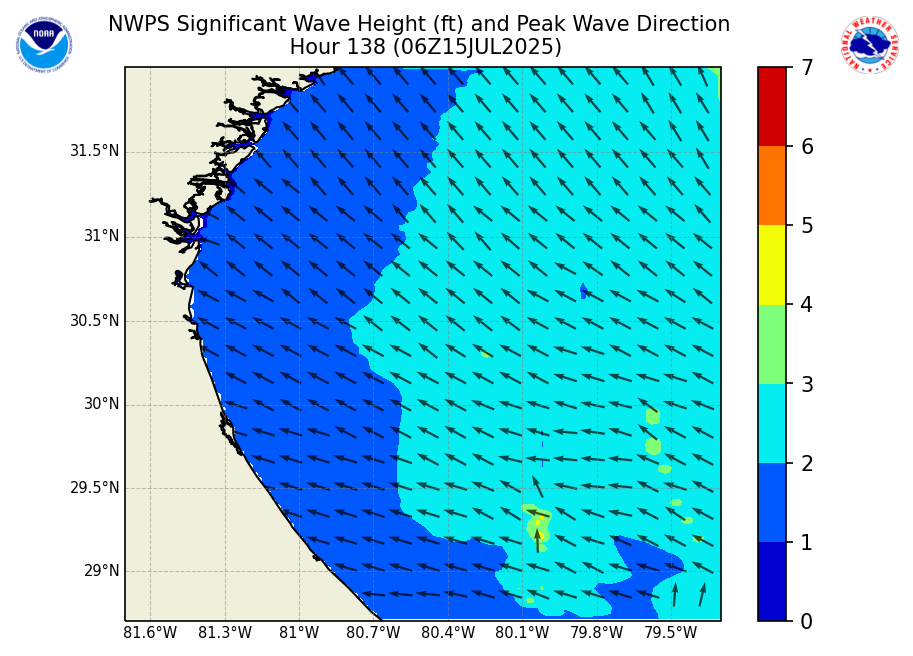 NWPS Significant Wave Height (ft) and Peak Wave Direction
Hour 138 (06Z15JUL2025)
NOAA
NATIONAL WEATHER SERVICE
31.5°N
31°N
30.5°N
30°N
29.5°N
29°N
81.6°W 81.3°W 81°W 80.7°W 80.4°W 80.1°W 79.8°W 79.5°W
7
6
5
4
3
2
1
0